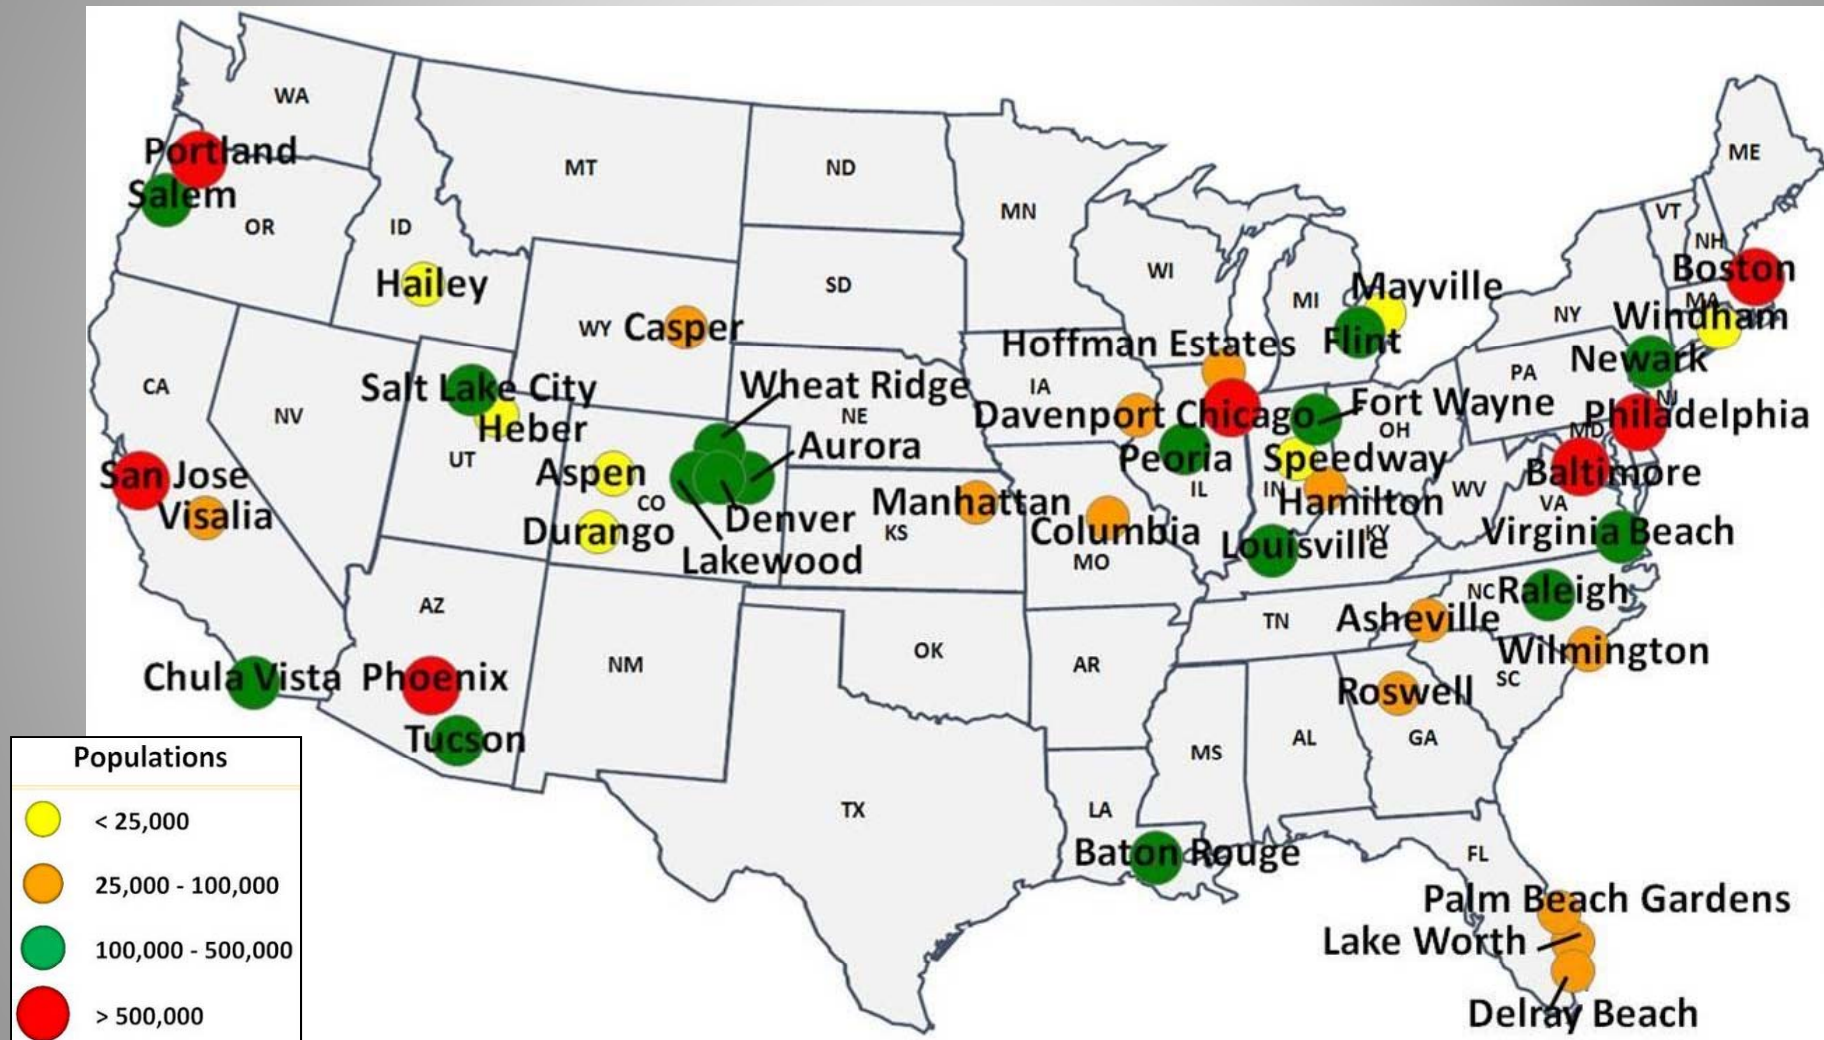 WA
ME
Portland
MT
ND
Salem
MN
VT
OR
ID
NH
Boston
WI
Hailey
SD
Mayville
MI
MA
NY
Windham
WY
Casper
Hoffman Estates
Flint
Newark
PA
CA
Salt Lake City
Wheat Ridge
IA
NJ
NV
NE
Davenport
Chicago
Fort Wayne
Philadelphia
Heber
OH
MD
Aurora
UT
Peoria
Speedway
San Jose
Aspen
Baltimore
IL
IN
WV
CO
Manhattan
Hamilton
VA
Visalia
Denver
Durango
KS
Columbia
Louisville
KY
Virginia Beach
Lakewood
MO
NC
Raleigh
AZ
TN
Asheville
OK
Wilmington
NM
AR
Chula Vista
Phoenix
SC
Roswell
Tucson
AL
GA
MS
TX
LA
Baton Rouge
FL
Palm Beach Gardens
Lake Worth
Delray Beach
Populations
< 25,000
25,000 - 100,000
100,000 - 500,000
> 500,000